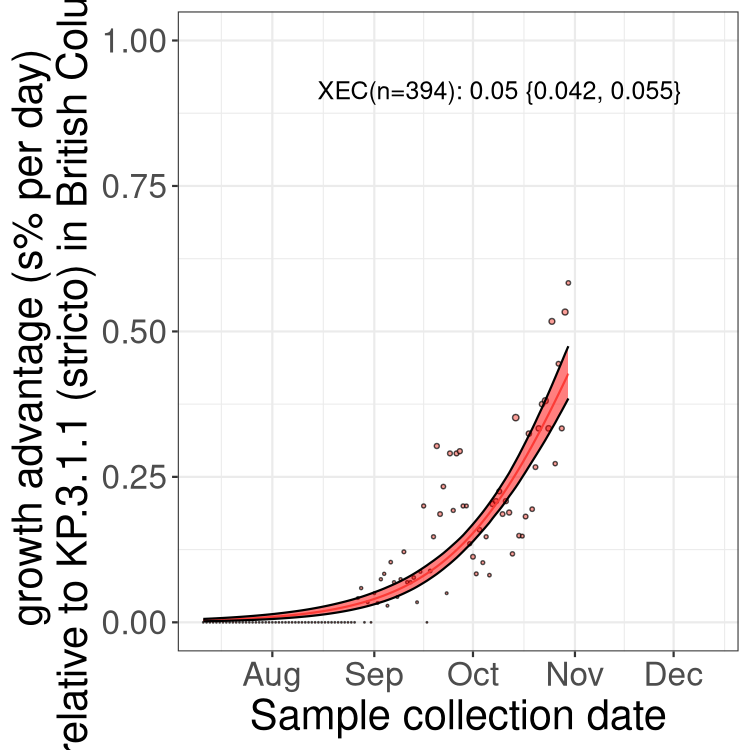 growth advantage (s% per day)
relative to KP.3.1.1 (stricto) in British
1.00
0.75
0.50
0.25
0.00
XEC(n=394): 0.05 {0.042, 0.055}
Aug Sep Oct Nov Dec
Sample collection date